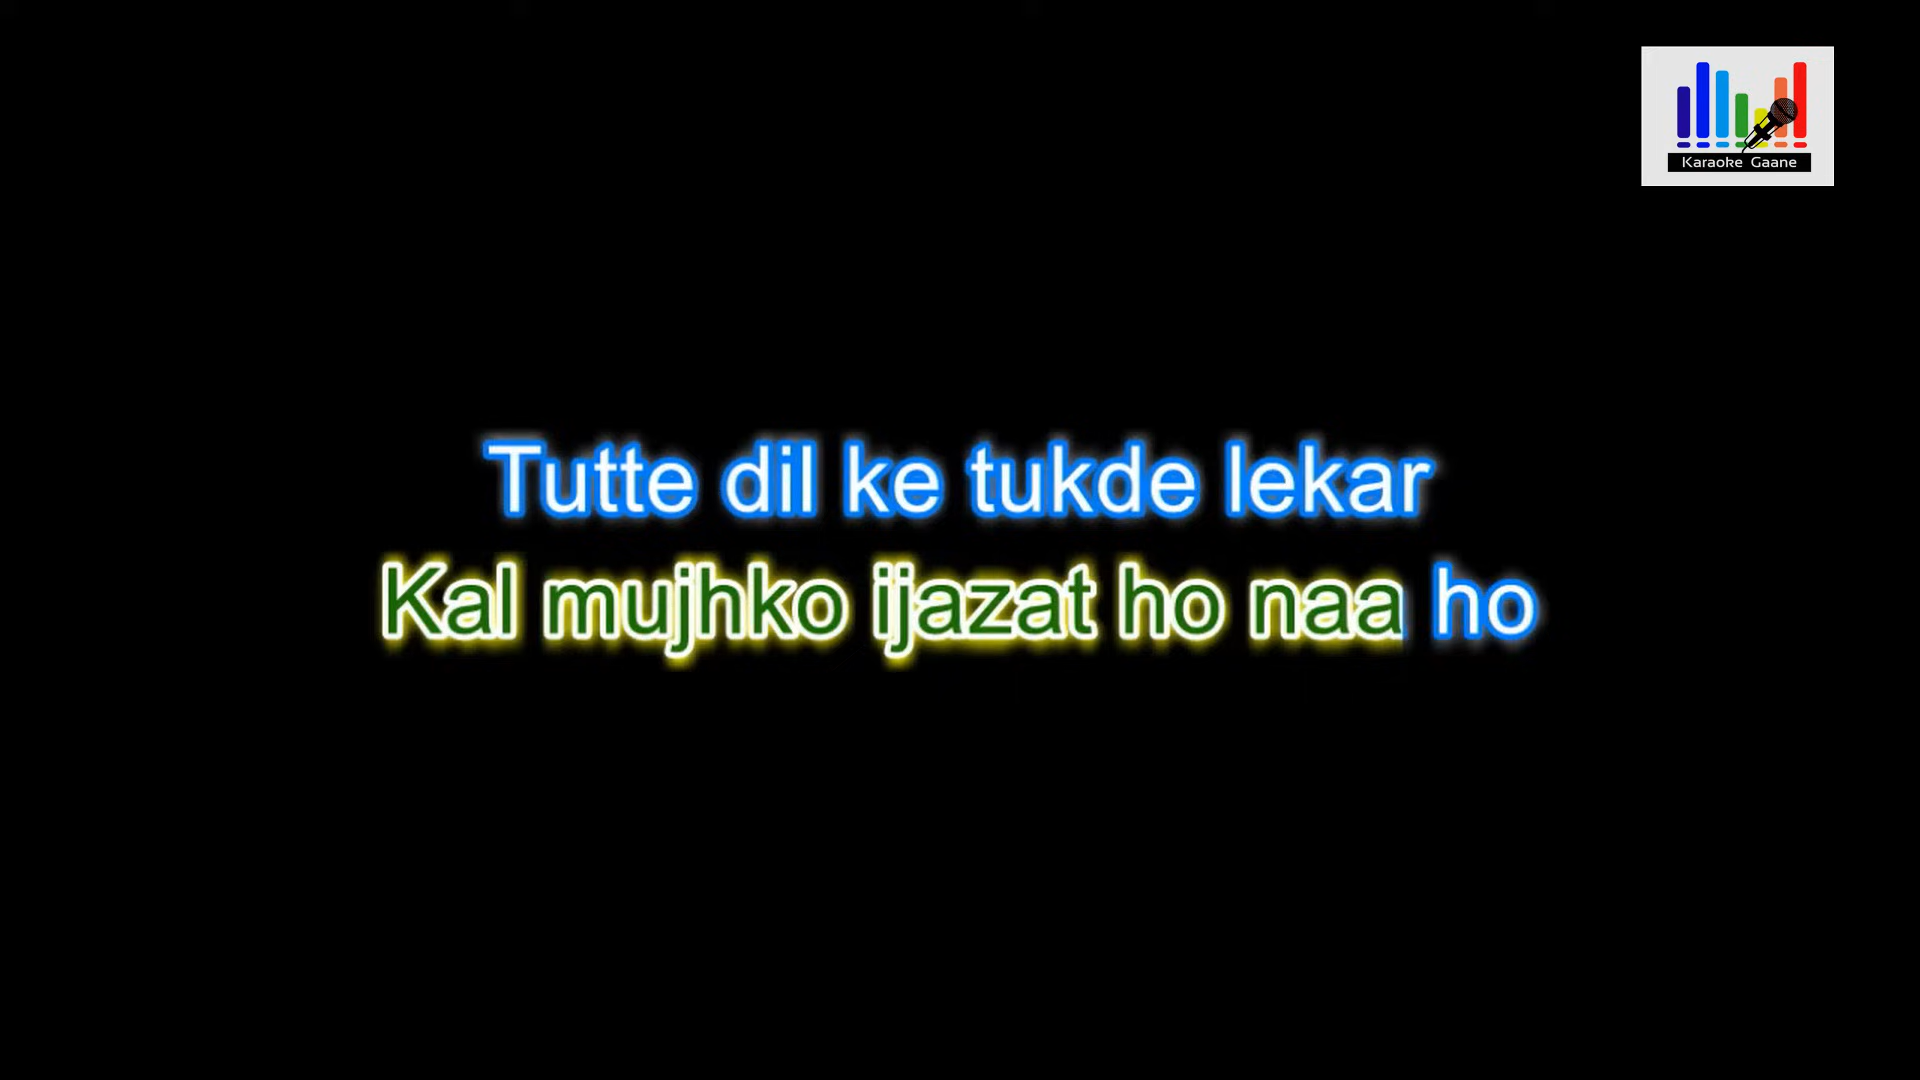 Karaoke Gaane
Tutte dil ke tukde lekar
Kal mujhko ijazat ho naa ho